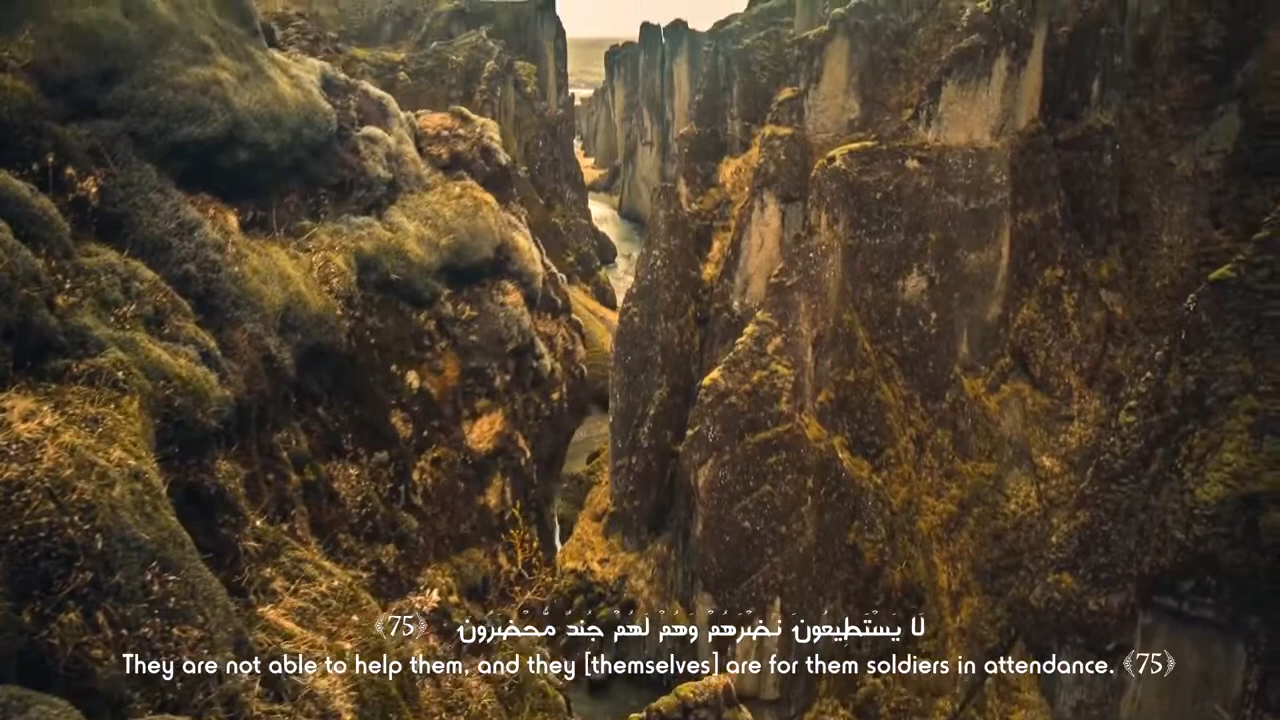 لَا يَسْتَطِيعُونَ نَصْرَهُمْ وَهُمْ لَهُمْ جُندٌ مُّحْضَرُونَ ﴿75﴾
They are not able to help them, and they [themselves] are for them soldiers in attendance. ﴿75﴾